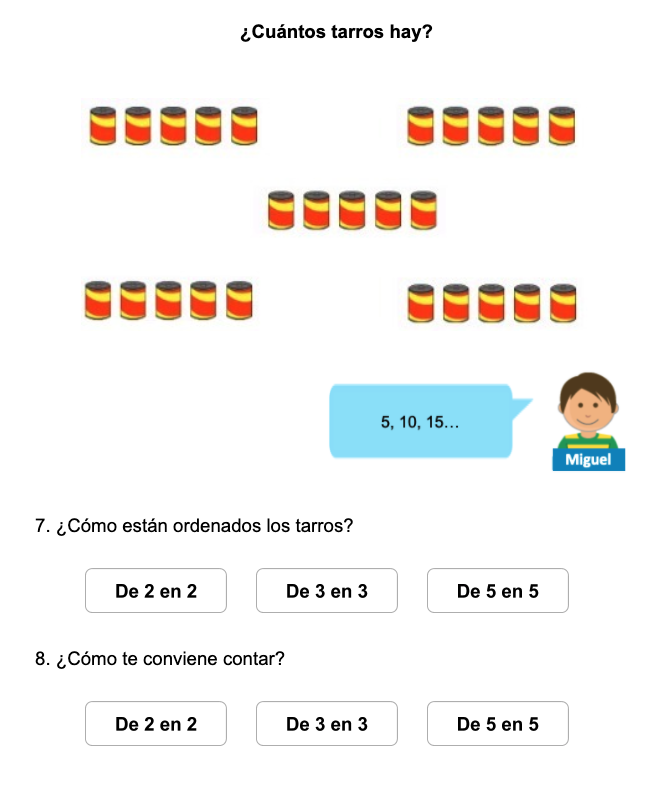 ¿Cuántos tarros hay?
5, 10, 15…
Miguel
7. ¿Cómo están ordenados los tarros?
De 2 en 2
De 3 en 3
De 5 en 5
8. ¿Cómo te conviene contar?
De 2 en 2
De 3 en 3
De 5 en 5